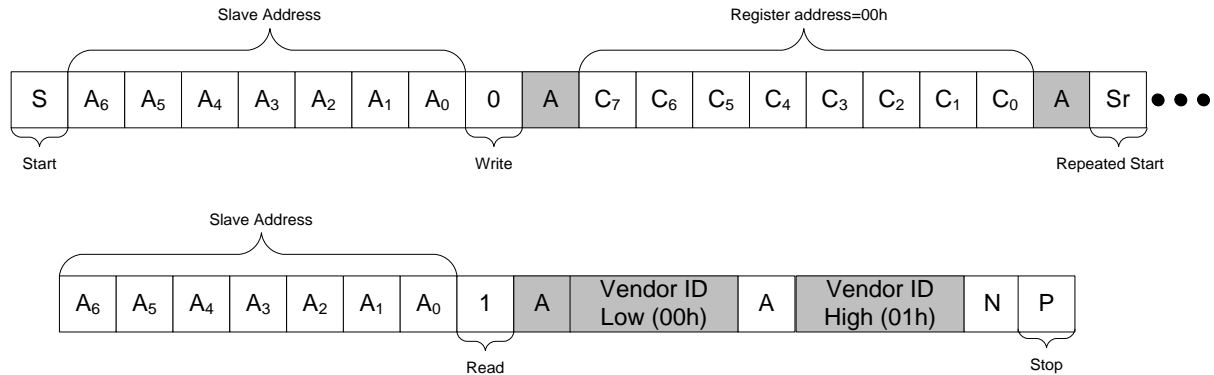 Slave Address Register address=00h
S A₆ A₅ A₄ A₃ A₂ A₁ A₀ 0 A C₇ C₆ C₅ C₄ C₃ C₂ C₁ C₀ A Sr •••
Start Write Repeated Start
Slave Address
A₆ A₅ A₄ A₃ A₂ A₁ A₀ 1 A Vendor ID Low (00h) A Vendor ID High (01h) N P
Read Stop